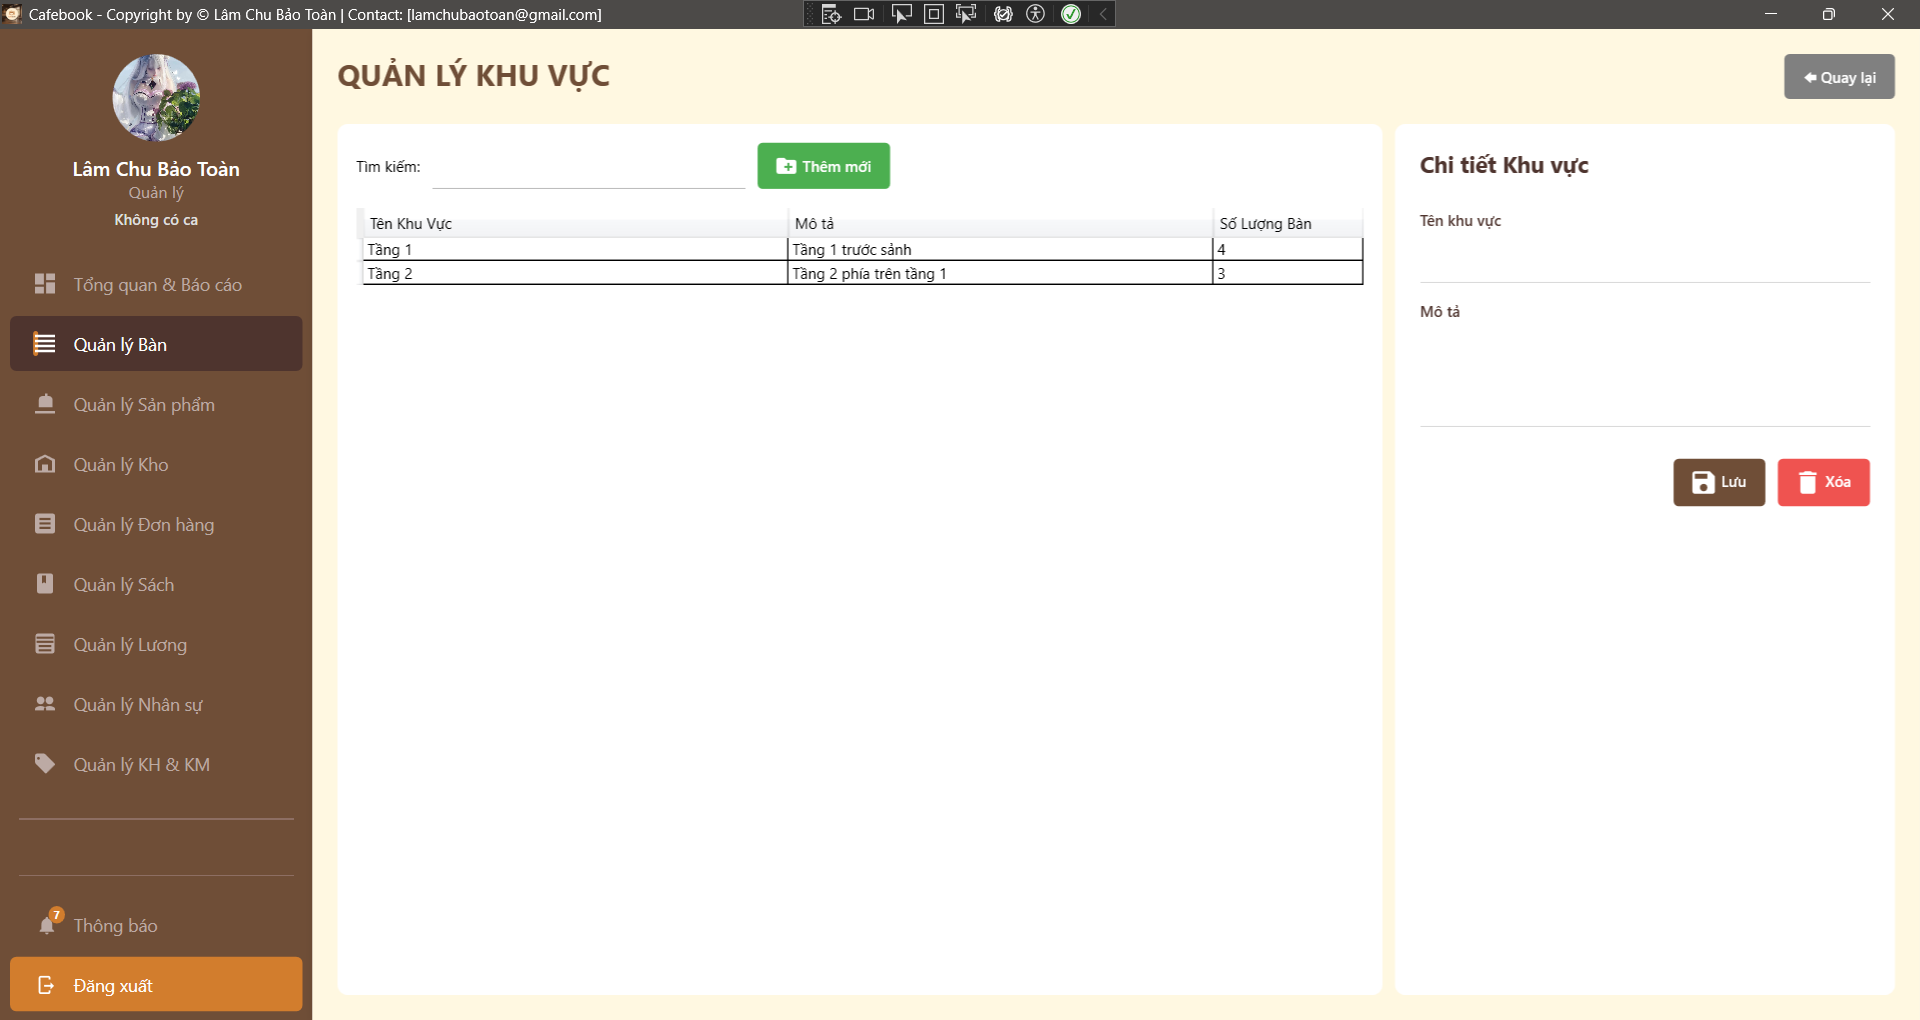 Cafebook - Copyright by © Lâm Chu Bảo Toàn | Contact: [lamchubaotoan@gmail.com]
Lâm Chu Bảo Toàn
Quản lý
Không có ca
Tổng quan & Báo cáo
Quản lý Bàn
Quản lý Sản phẩm
Quản lý Kho
Quản lý Đơn hàng
Quản lý Sách
Quản lý Lương
Quản lý Nhân sự
Quản lý KH & KM
7
Thông báo
Đăng xuất
QUẢN LÝ KHU VỰC
Quay lại
Tìm kiếm:
Thêm mới
Tên Khu Vực Mô tả Số Lượng Bàn
Tầng 1 Tầng 1 trước sảnh 4
Tầng 2 Tầng 2 phía trên tầng 1 3
Chi tiết Khu vực
Tên khu vực
Mô tả
Lưu
Xóa